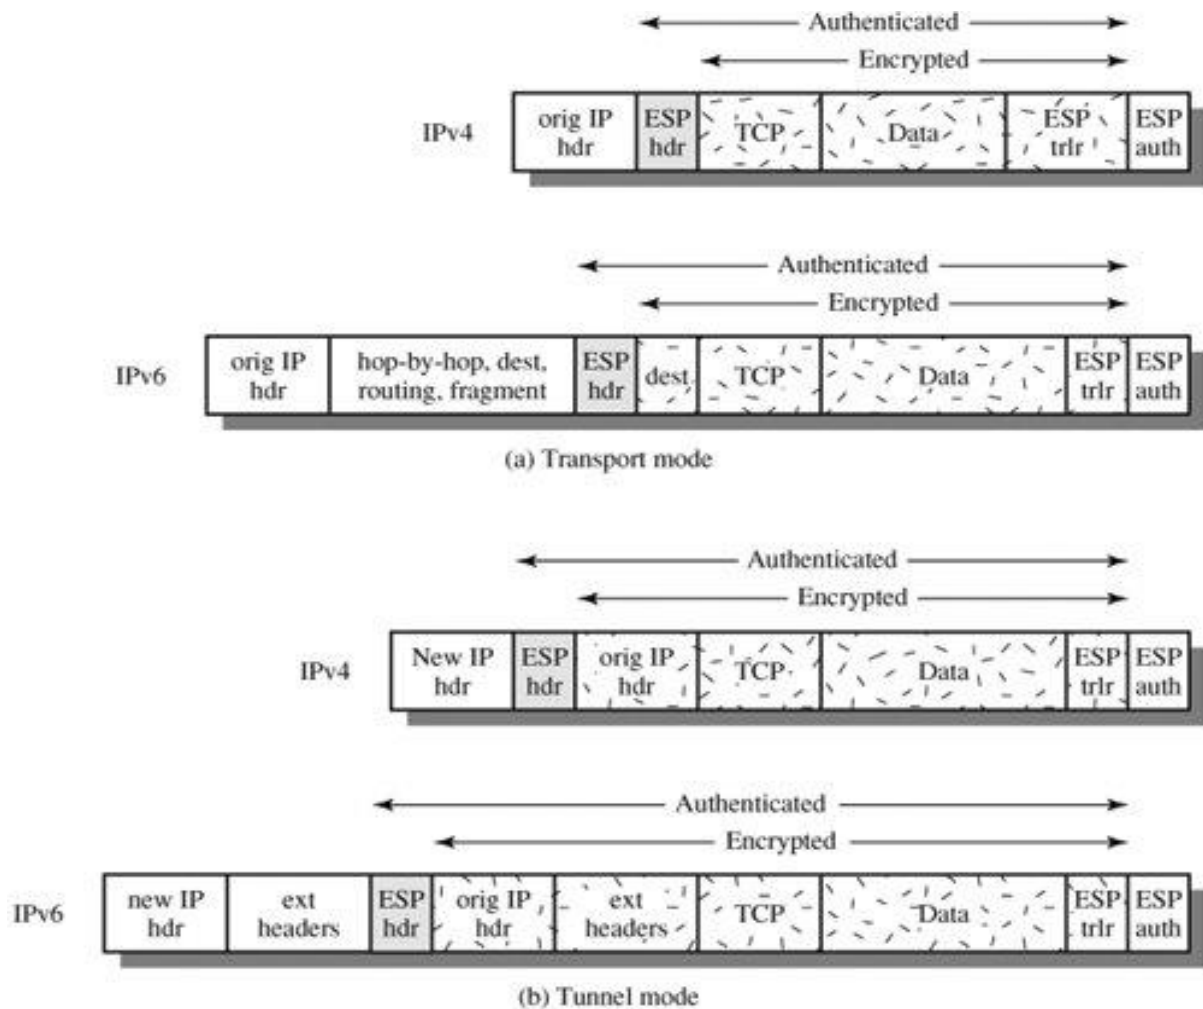 Authenticated
Encrypted
IPv4
orig IP hdr
ESP hdr
TCP
Data
ESP trlr
ESP auth
Authenticated
Encrypted
IPv6
orig IP hdr
hop-by-hop, dest, routing, fragment
ESP hdr
dest
TCP
Data
ESP trlr
ESP auth
(a) Transport mode
Authenticated
Encrypted
IPv4
New IP hdr
ESP hdr
orig IP hdr
TCP
Data
ESP trlr
ESP auth
Authenticated
Encrypted
IPv6
new IP hdr
ext headers
ESP hdr
orig IP hdr
ext headers
TCP
Data
ESP trlr
ESP auth
(b) Tunnel mode